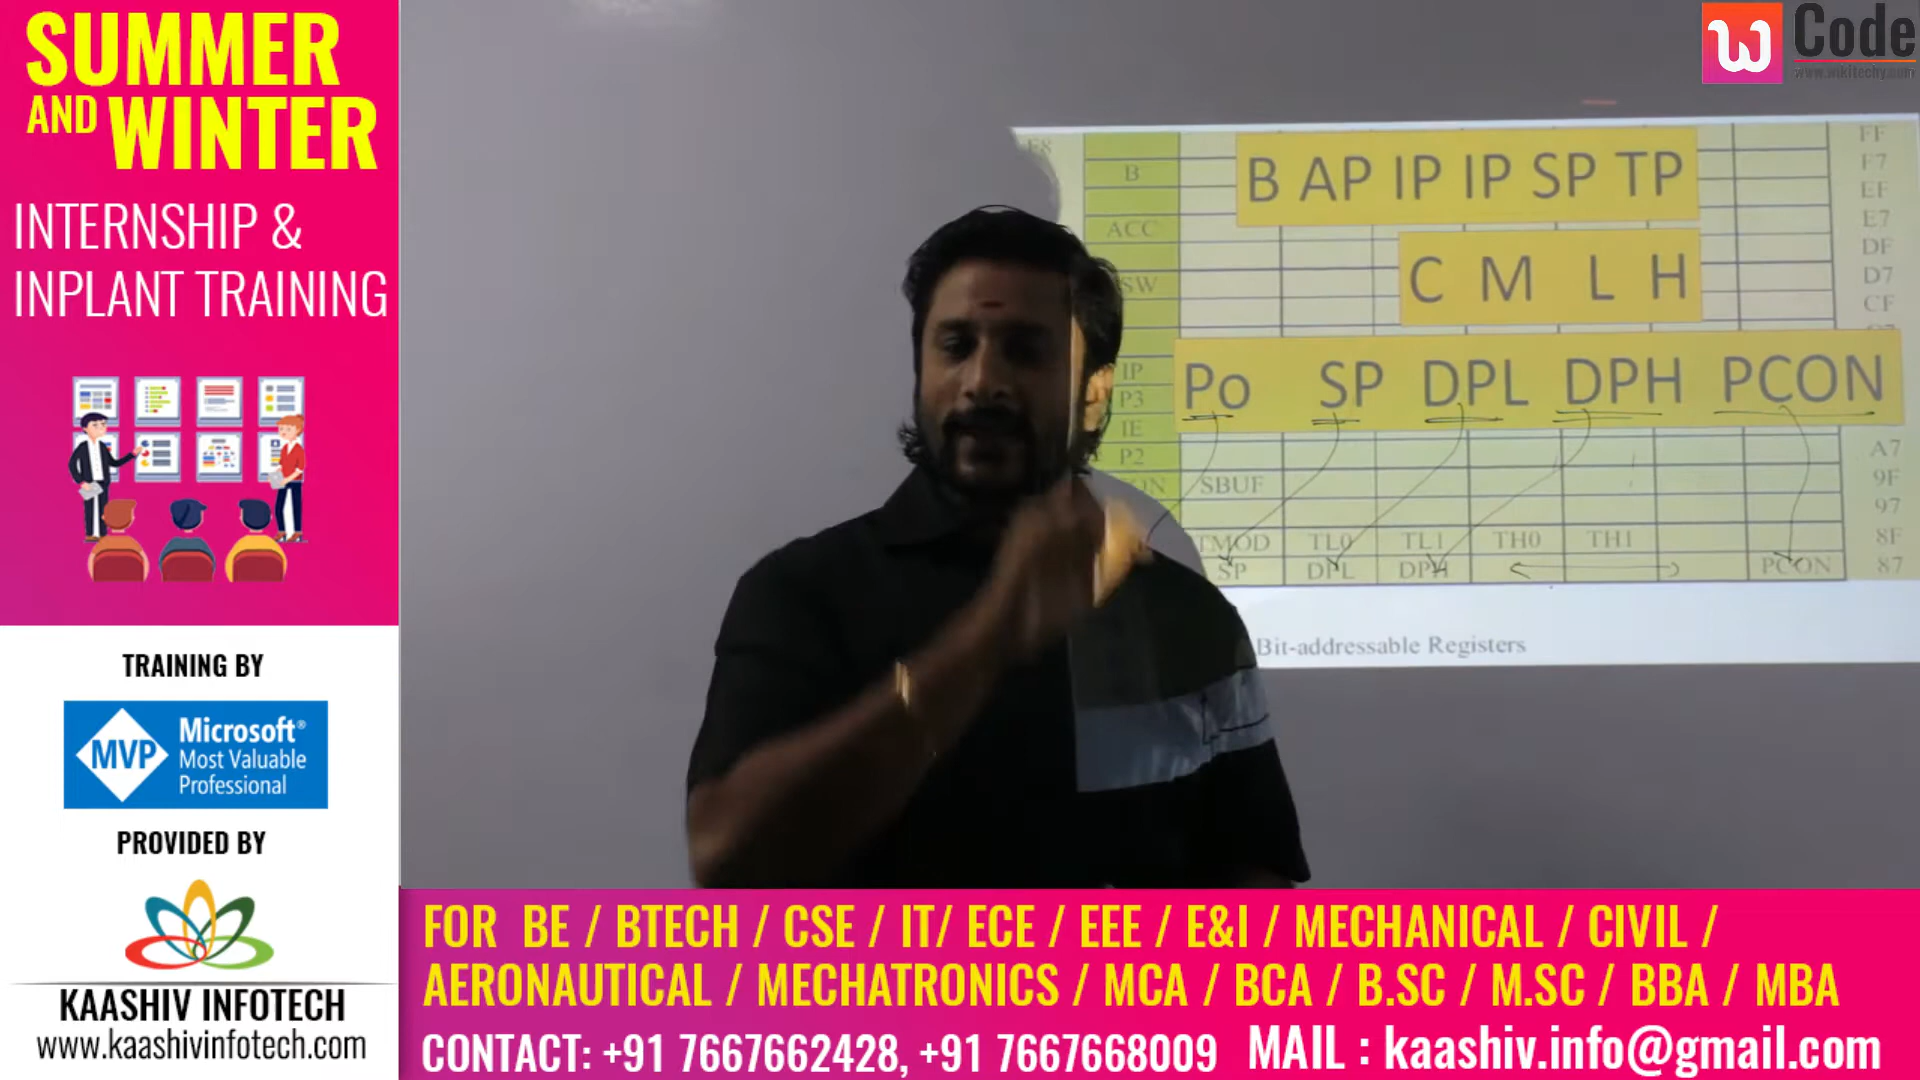 SUMMER
AND WINTER
INTERNSHIP &
INPLANT TRAINING
TRAINING BY
MVP
Microsoft®
Most Valuable
Professional
PROVIDED BY
KAASHIV INFOTECH
www.kaashivinfotech.com
W Code
www.wikitechy.com
F8 FF
B F7
B AP IP IP SP TP
EF
ACC E7
DF
SW D7
C M L H
CF
IP
P3
Po SP DPL DPH PCON
IE
P2 A7
SBUF 9F
97
TMOD TL0 TL1 TH0 TH1 8F
SP DPL DPH PCON 87
Bit-addressable Registers
FOR BE / BTECH / CSE / IT/ ECE / EEE / E&I / MECHANICAL / CIVIL /
AERONAUTICAL / MECHATRONICS / MCA / BCA / B.SC / M.SC / BBA / MBA
CONTACT: +91 7667662428, +91 7667668009 MAIL : kaashiv.info@gmail.com